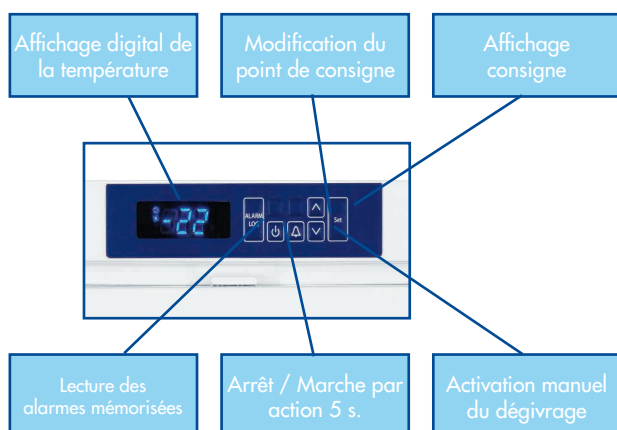 Affichage digital de
la température
Modification du
point de consigne
Affichage
consigne
-22
ALARM
LOG
Set
Lecture des
alarmes mémorisées
Arrêt / Marche par
action 5 s.
Activation manuel
du dégivrage